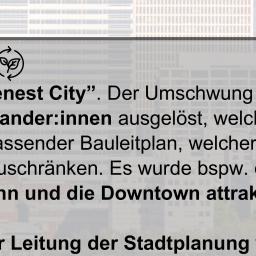 enest City”. Der Umschwung
ander:innen ausgelöst, welch
assender Bauleitplan, welcher
uschränken. Es wurde bspw.
nn und die Downtown attrak
r Leitung der Stadtplanung